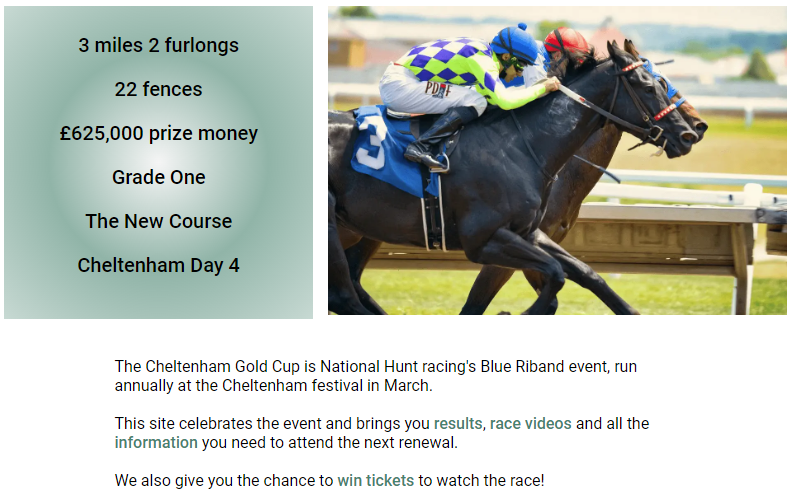 3 miles 2 furlongs
22 fences
£625,000 prize money
Grade One
The New Course
Cheltenham Day 4
3
The Cheltenham Gold Cup is National Hunt racing's Blue Riband event, run
annually at the Cheltenham festival in March.
This site celebrates the event and brings you results, race videos and all the
information you need to attend the next renewal.
We also give you the chance to win tickets to watch the race!